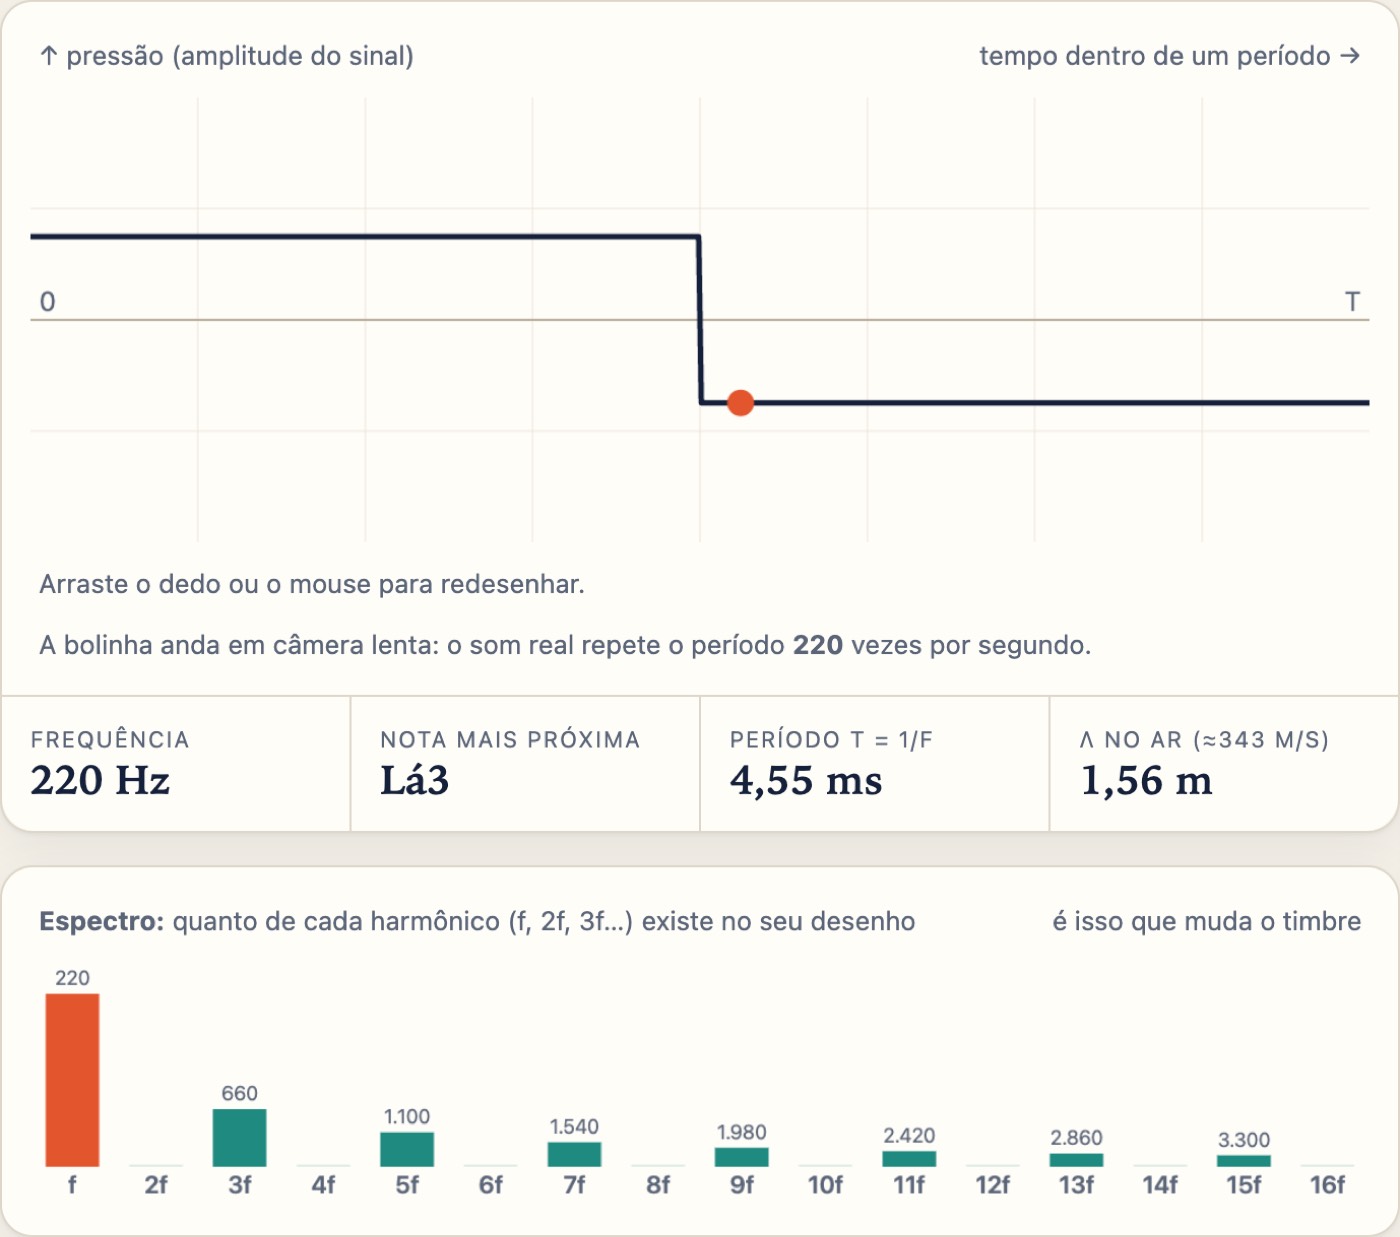 ↑ pressão (amplitude do sinal) tempo dentro de um período →
0 T
Arraste o dedo ou o mouse para redesenhar.
A bolinha anda em câmera lenta: o som real repete o período 220 vezes por segundo.
FREQUÊNCIA
220 Hz
NOTA MAIS PRÓXIMA
Lá3
PERÍODO T = 1/F
4,55 ms
Λ NO AR (≈343 M/S)
1,56 m
Espectro: quanto de cada harmônico (f, 2f, 3f...) existe no seu desenho é isso que muda o timbre
220 660 1.100 1.540 1.980 2.420 2.860 3.300
f 2f 3f 4f 5f 6f 7f 8f 9f 10f 11f 12f 13f 14f 15f 16f